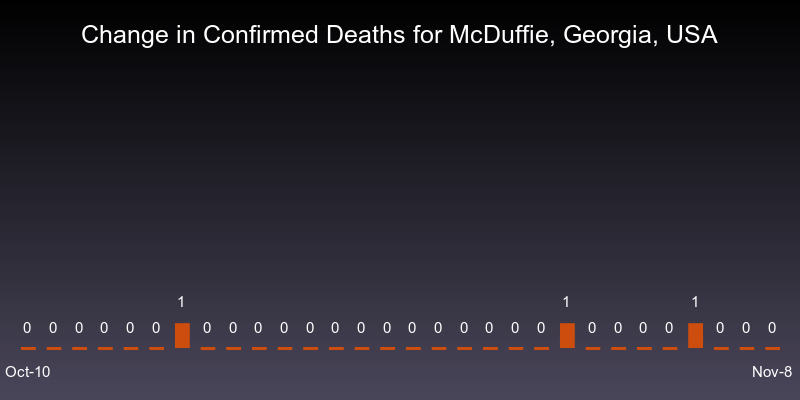 Change in Confirmed Deaths for McDuffie, Georgia, USA
1 1 1
0 0 0 0 0 0 0 0 0 0 0 0 0 0 0 0 0 0 0 0 0 0 0 0 0 0 0
Oct-10 Nov-8